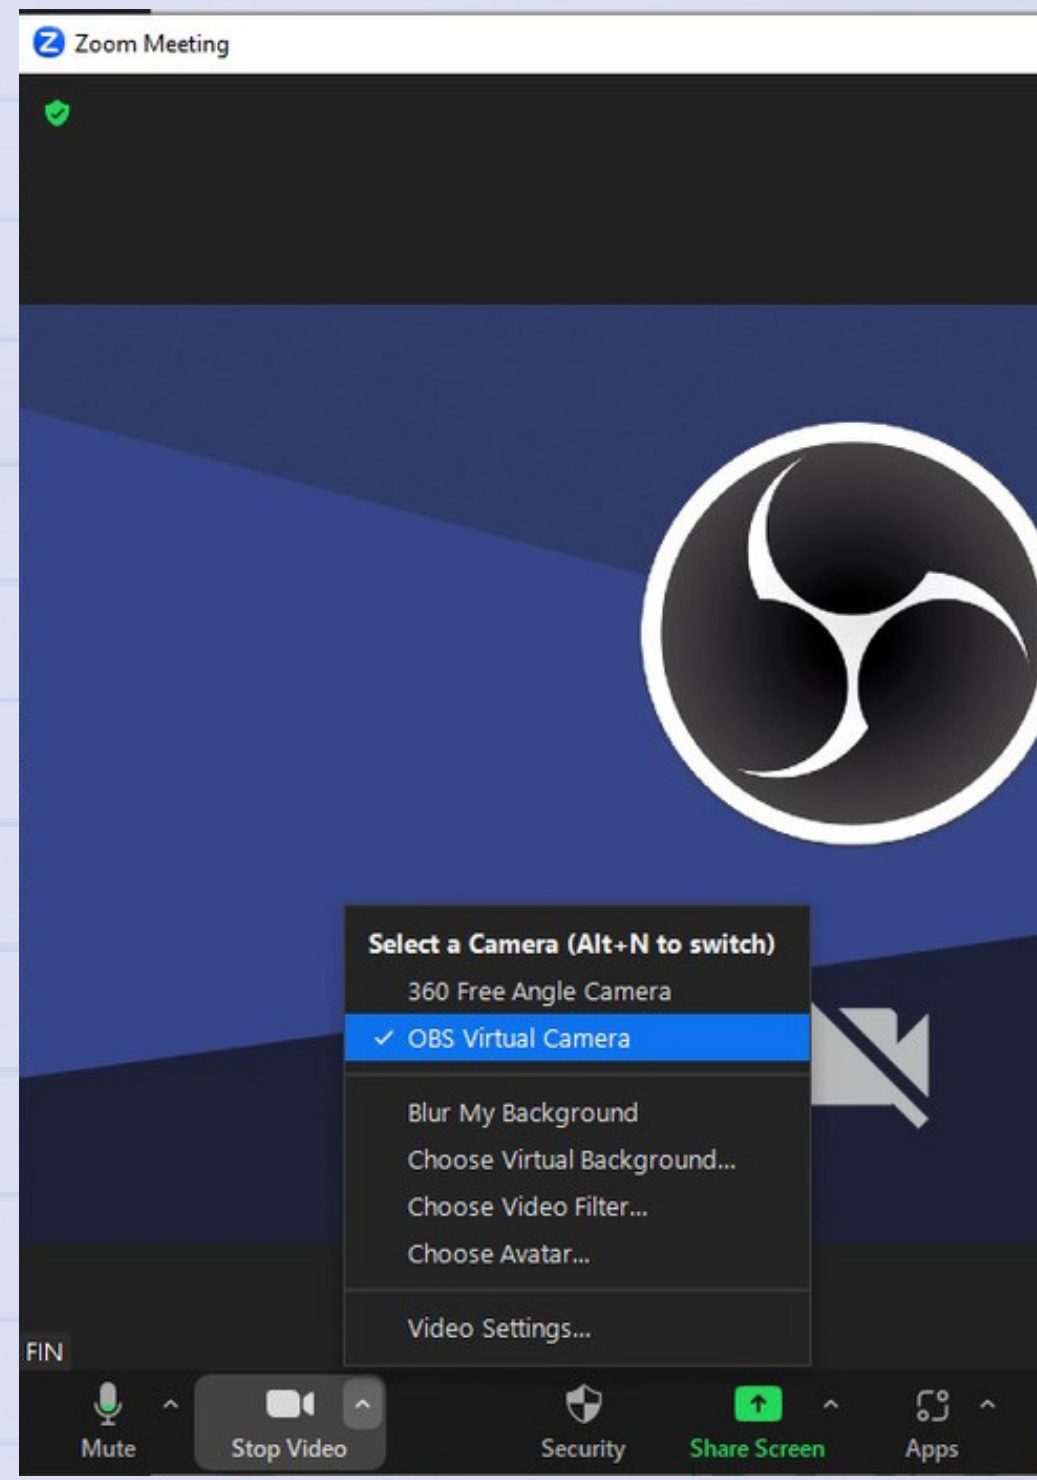 Zoom Meeting
Select a Camera (Alt+N to switch)
360 Free Angle Camera
OBS Virtual Camera
Blur My Background
Choose Virtual Background...
Choose Video Filter...
Choose Avatar...
Video Settings...
FIN
Mute
Stop Video
Security
Share Screen
Apps